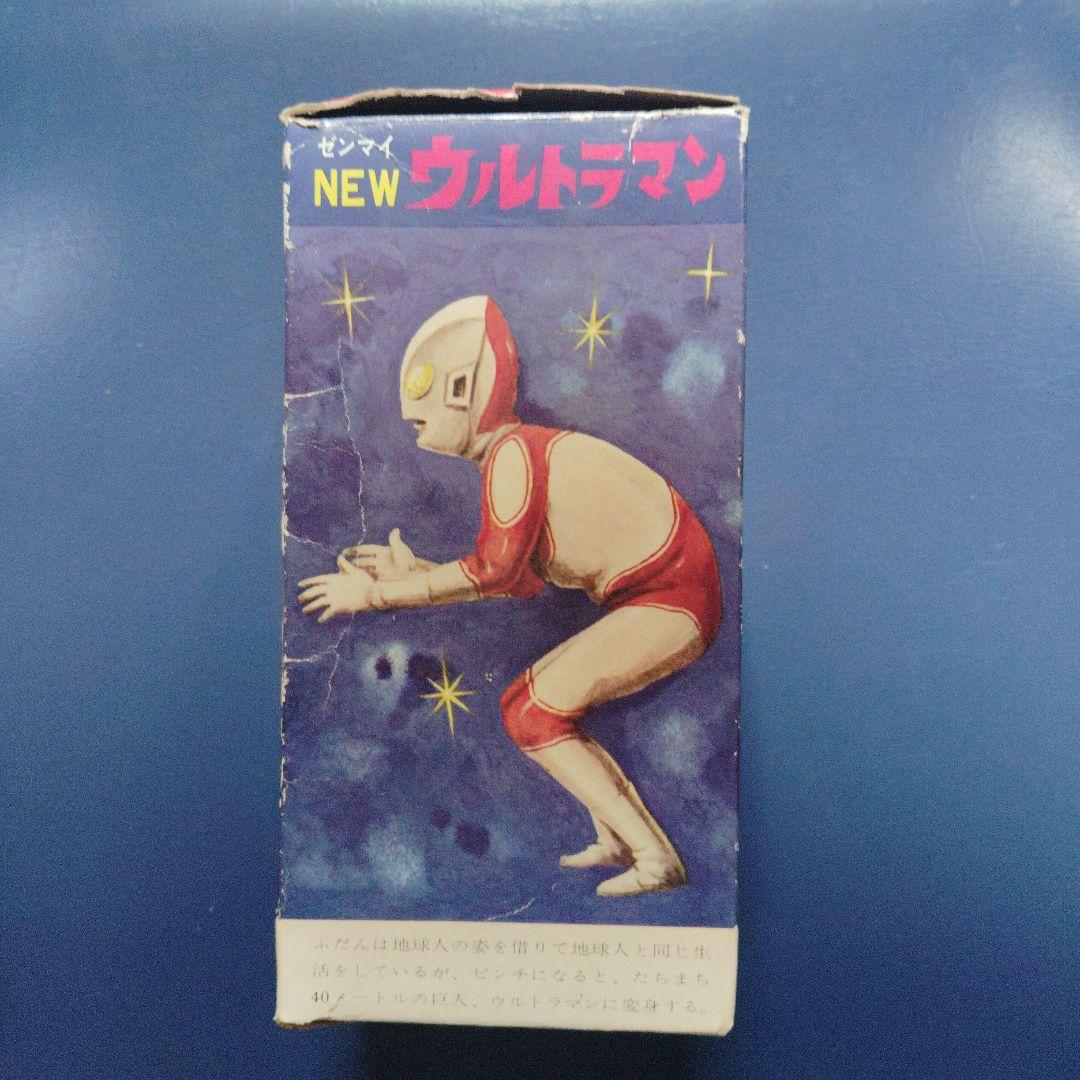 ゼンマイ
NEW ウルトラマン
ふだんは地球人の姿を借りて地球人と同じ生
活をしているが、ピンチになると、たちまち
40メートルの巨人、ウルトラマンに変身する。